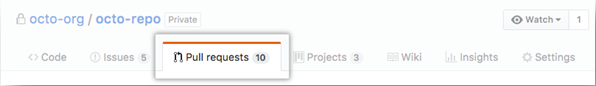 octo-org / octo-repo Private Watch 1
Code Issues 5 Pull requests 10 Projects 3 Wiki Insights Settings